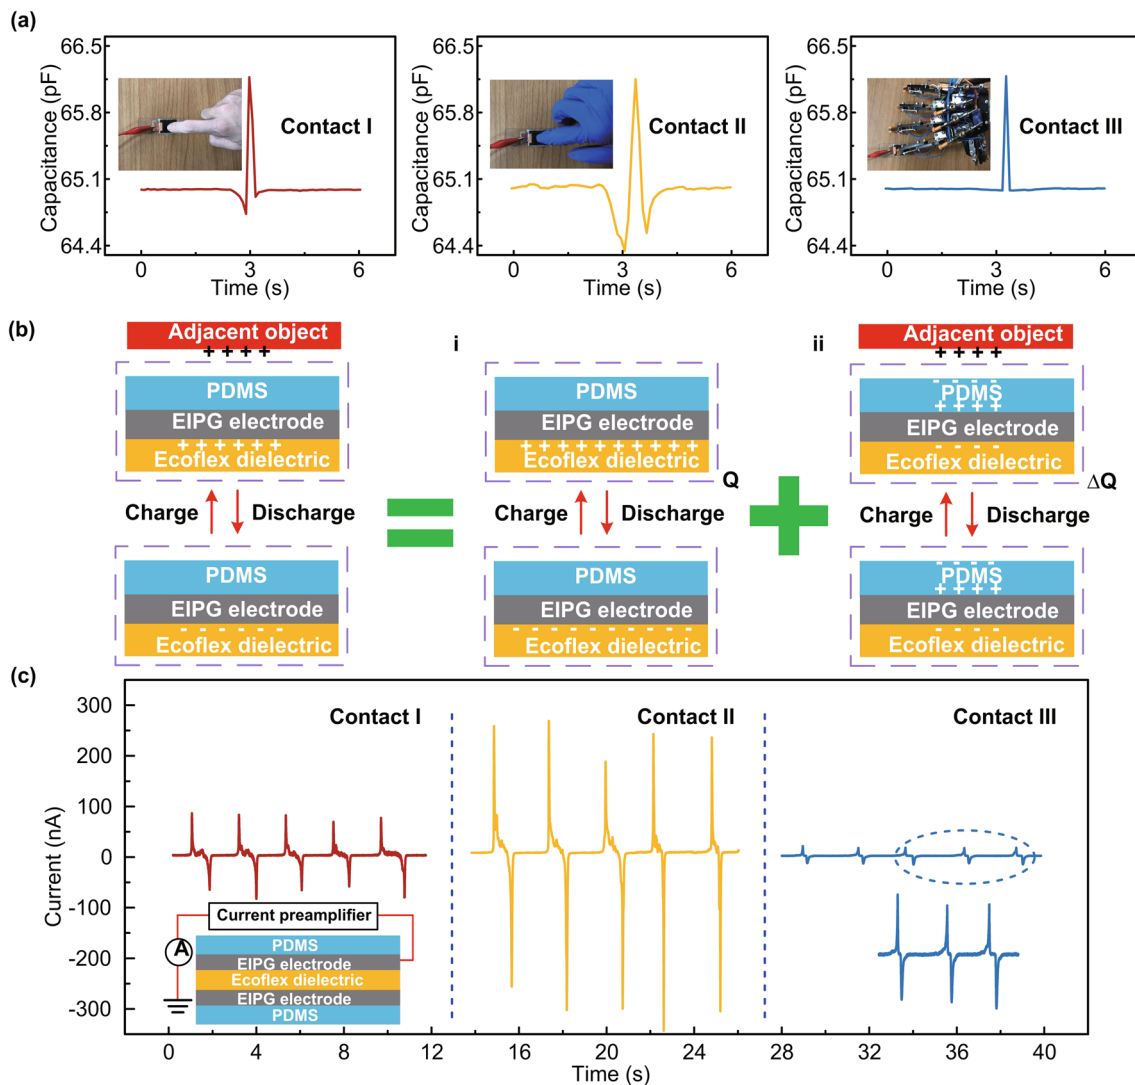 (a)
66.5
65.8
65.1
64.4
Capacitance (pF)
Contact I
0
3
6
Time (s)
66.5
65.8
65.1
64.4
Capacitance (pF)
Contact II
0
3
6
Time (s)
66.5
65.8
65.1
64.4
Capacitance (pF)
Contact III
0
3
6
Time (s)
(b)
Adjacent object
+ + + +
PDMS
EIPG electrode
+ + + + + +
Ecoflex dielectric
Charge
Discharge
PDMS
EIPG electrode
- - - - - -
Ecoflex dielectric
=
i
PDMS
EIPG electrode
+ + + + + + + + + +
Ecoflex dielectric
Q
Charge
Discharge
PDMS
EIPG electrode
- - - - - - - - -
Ecoflex dielectric
+
ii
Adjacent object
+ + + +
- - - -
PDMS
+ + + +
EIPG electrode
- - - -
Ecoflex dielectric
ΔQ
Charge
Discharge
- - - -
PDMS
+ + + +
EIPG electrode
- - - -
Ecoflex dielectric
(c)
300
200
100
0
-100
-200
-300
Current (nA)
Contact I
Contact II
Contact III
Current preamplifier
A
PDMS
EIPG electrode
Ecoflex dielectric
EIPG electrode
PDMS
0
4
8
12
16
20
24
28
32
36
40
Time (s)